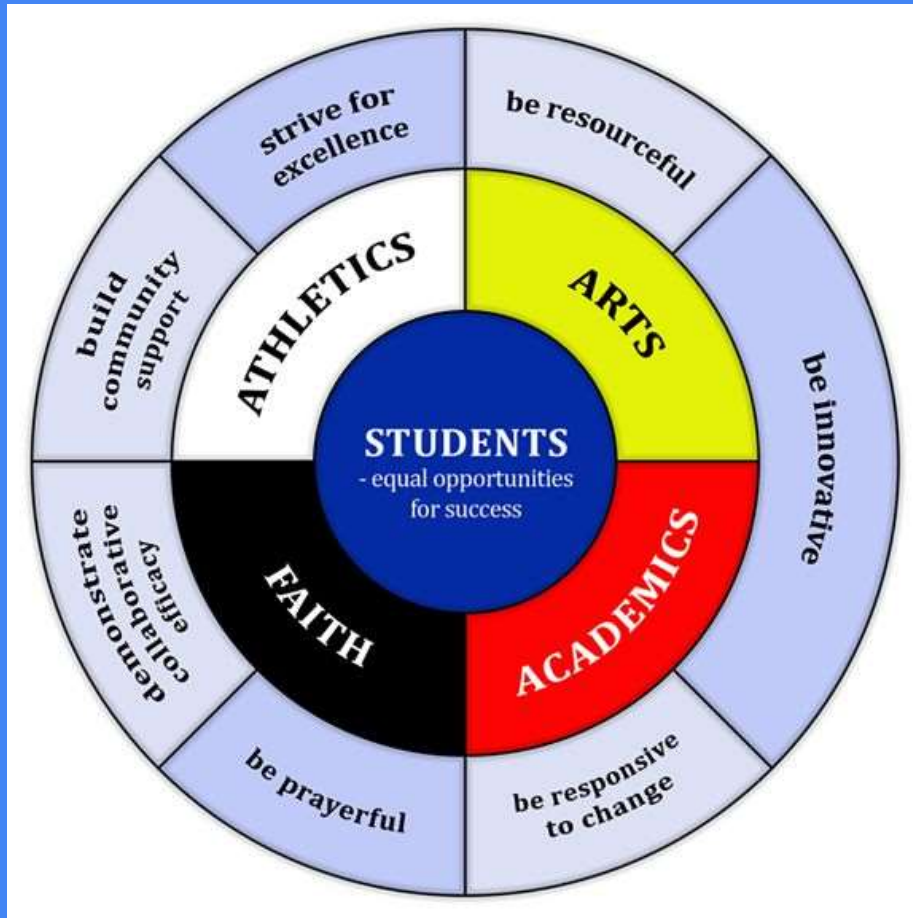 STUDENTS
- equal opportunities
for success
ATHLETICS
ARTS
ACADEMICS
FAITH
strive for
excellence
be resourceful
be innovative
be responsive
to change
be prayerful
demonstrate
collaborative
efficacy
build
community
support